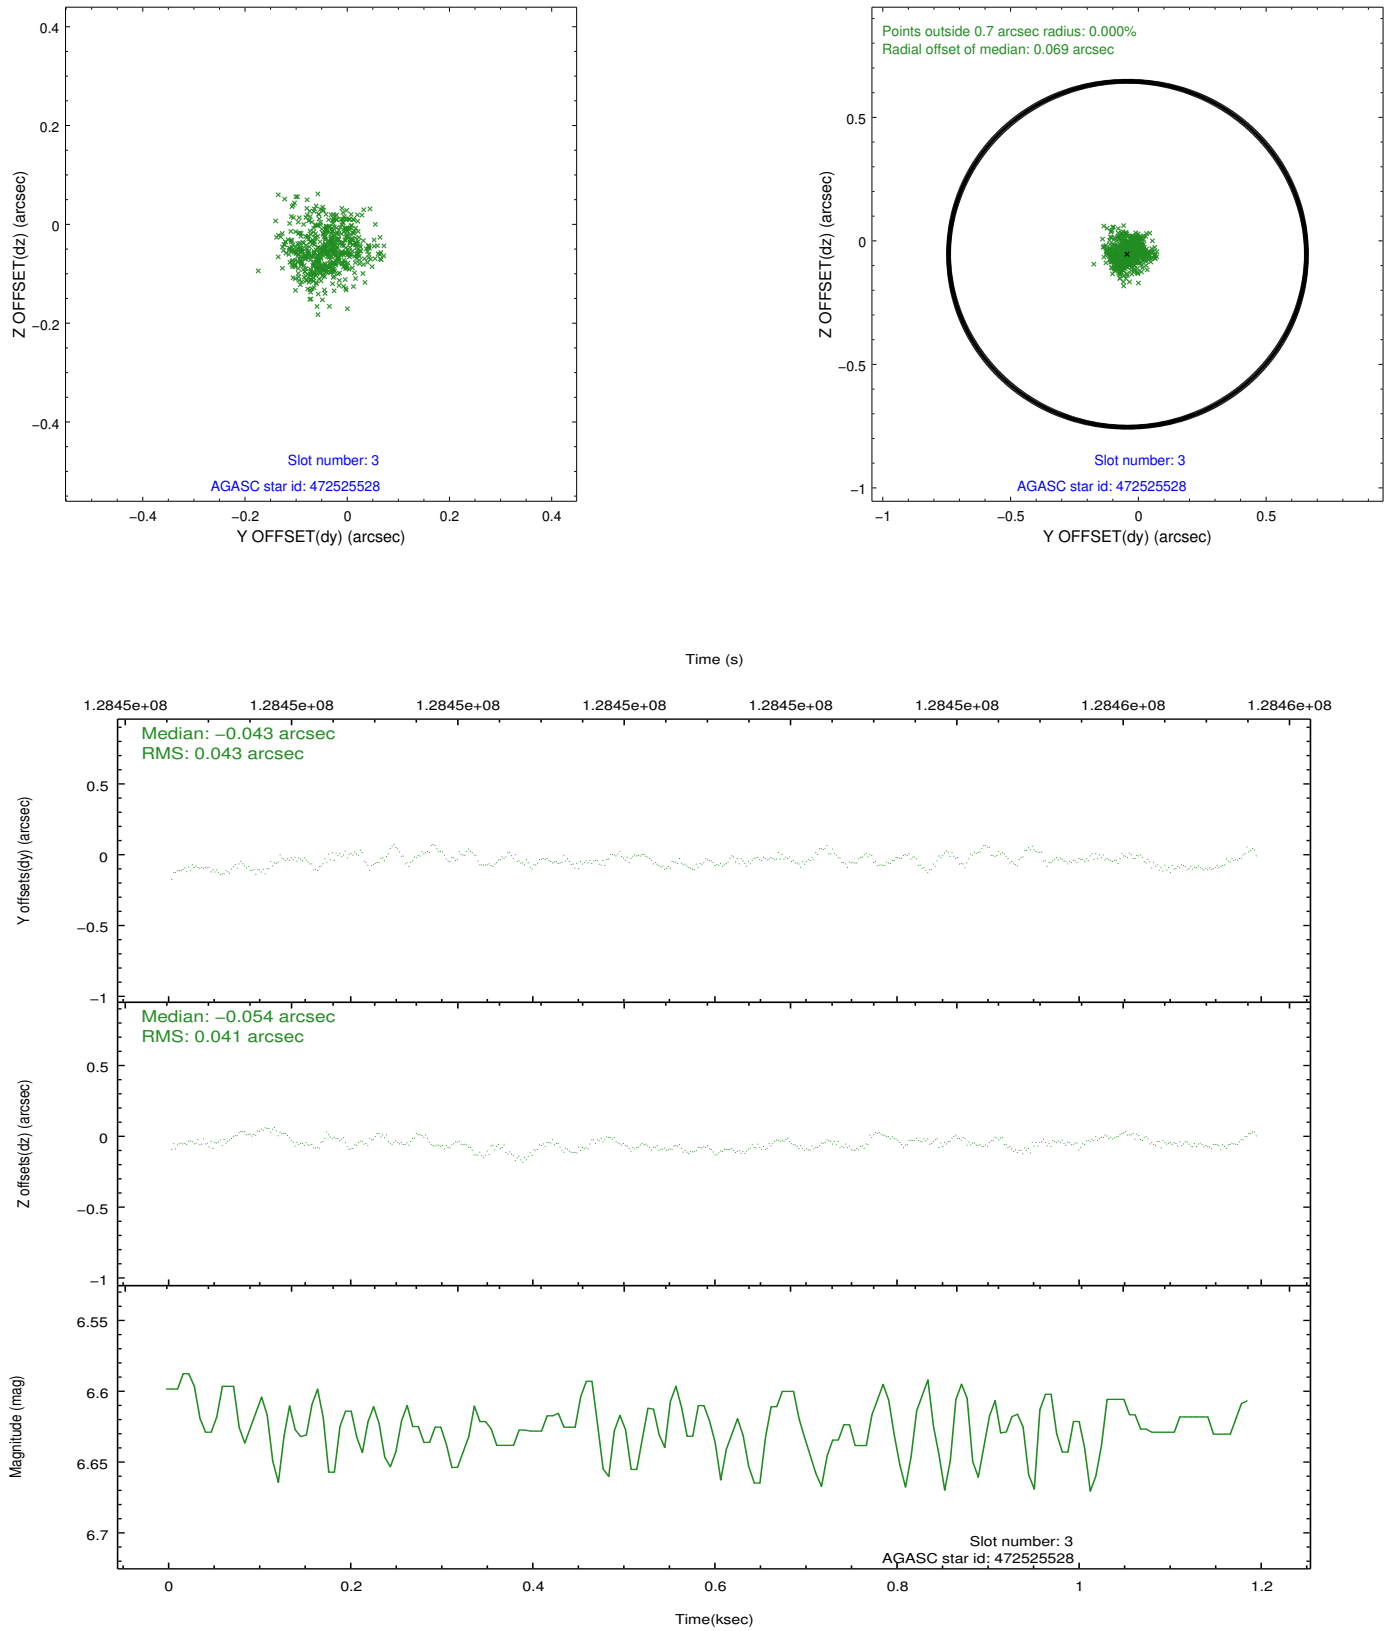 0.4
0.2
0
−0.2
−0.4
Z OFFSET(dz) (arcsec)
Slot number: 3
AGASC star id: 472525528
−0.4 −0.2 0 0.2 0.4
Y OFFSET(dy) (arcsec)
Points outside 0.7 arcsec radius: 0.000%
Radial offset of median: 0.069 arcsec
0.5
0
−0.5
−1
Z OFFSET(dz) (arcsec)
Slot number: 3
AGASC star id: 472525528
−1 −0.5 0 0.5
Y OFFSET(dy) (arcsec)
Time (s)
1.2845e+08 1.2845e+08 1.2845e+08 1.2845e+08 1.2845e+08 1.2845e+08 1.2846e+08 1.2846e+08
Median: −0.043 arcsec
RMS: 0.043 arcsec
0.5
0
−0.5
−1
Y offsets(dy) (arcsec)
Median: −0.054 arcsec
RMS: 0.041 arcsec
0.5
0
−0.5
−1
Z offsets(dz) (arcsec)
6.55
6.6
6.65
6.7
Magnitude (mag)
Slot number: 3
AGASC star id: 472525528
0 0.2 0.4 0.6 0.8 1 1.2
Time(ksec)